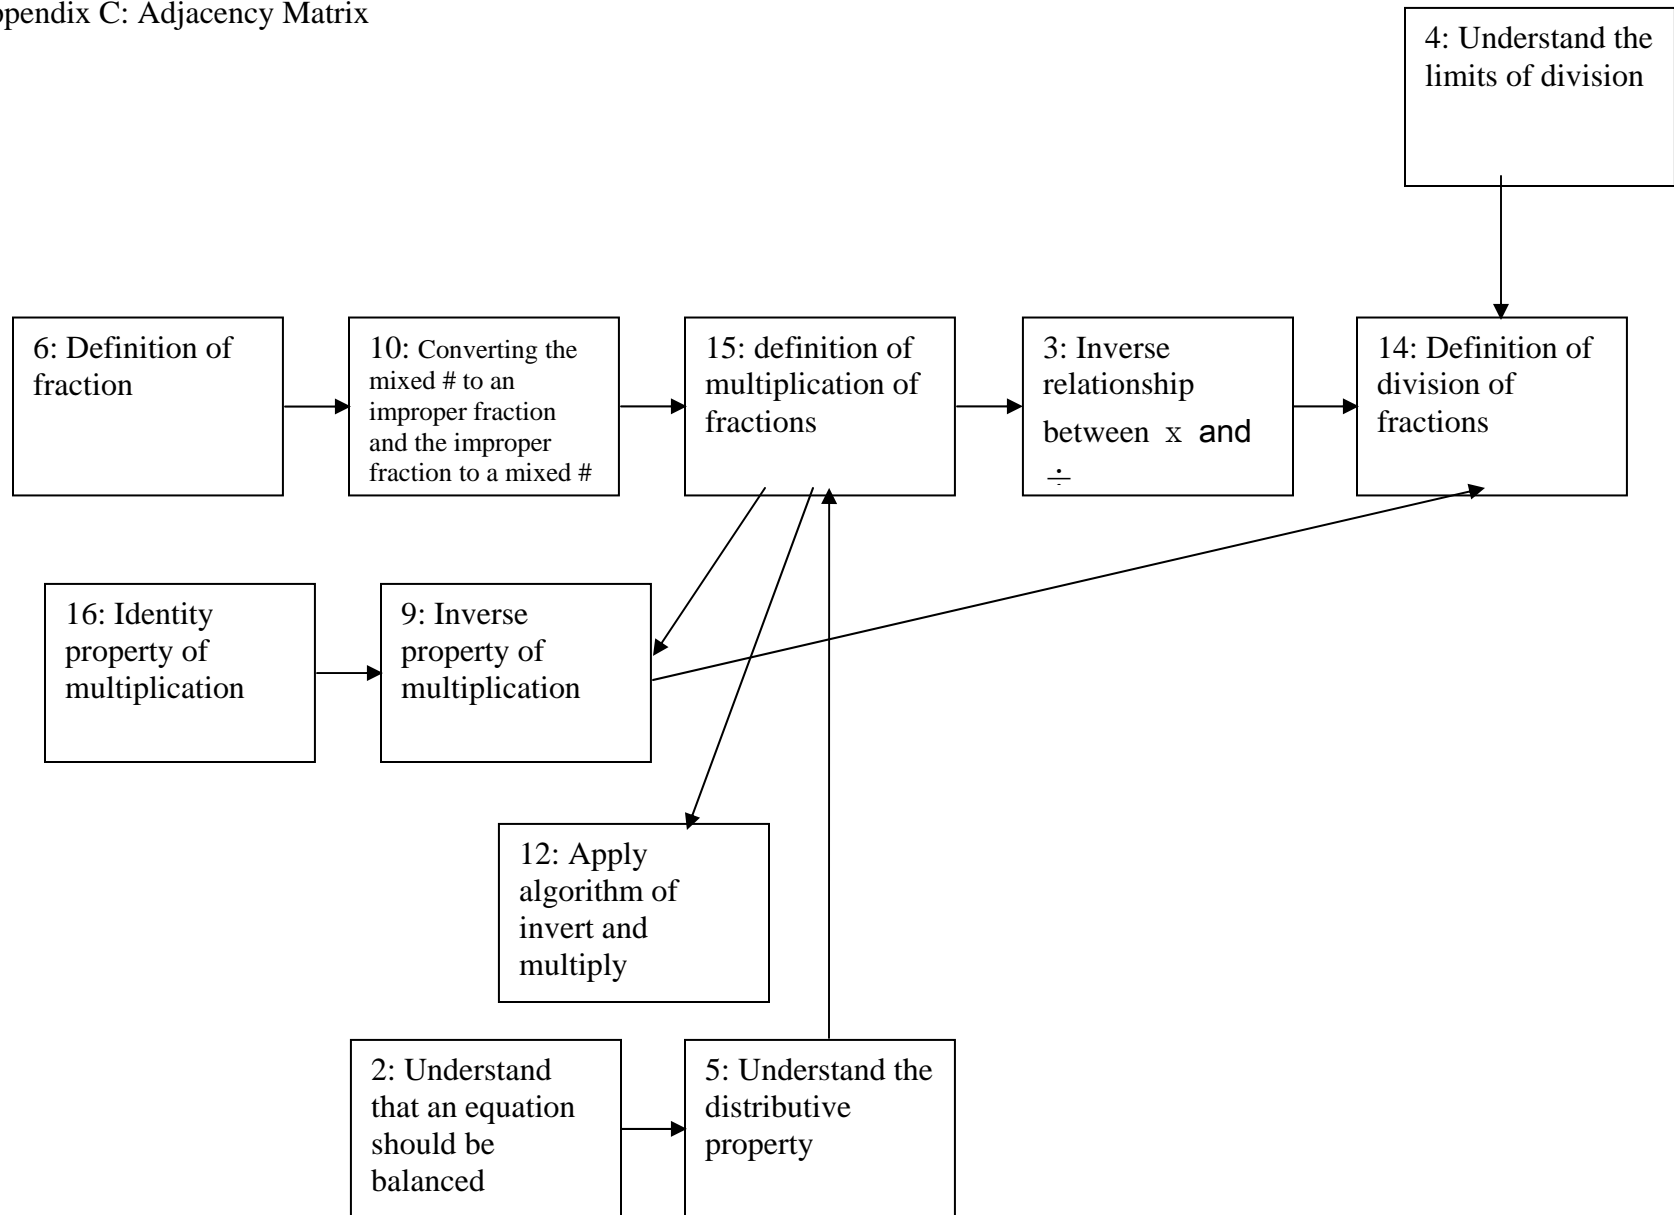 ppendix C: Adjacency Matrix
4: Understand the
limits of division
6: Definition of
fraction
10: Converting the
mixed # to an
improper fraction
and the improper
fraction to a mixed #
15: definition of
multiplication of
fractions
3: Inverse
relationship
between x and
÷
14: Definition of
division of
fractions
16: Identity
property of
multiplication
9: Inverse
property of
multiplication
12: Apply
algorithm of
invert and
multiply
2: Understand
that an equation
should be
balanced
5: Understand the
distributive
property